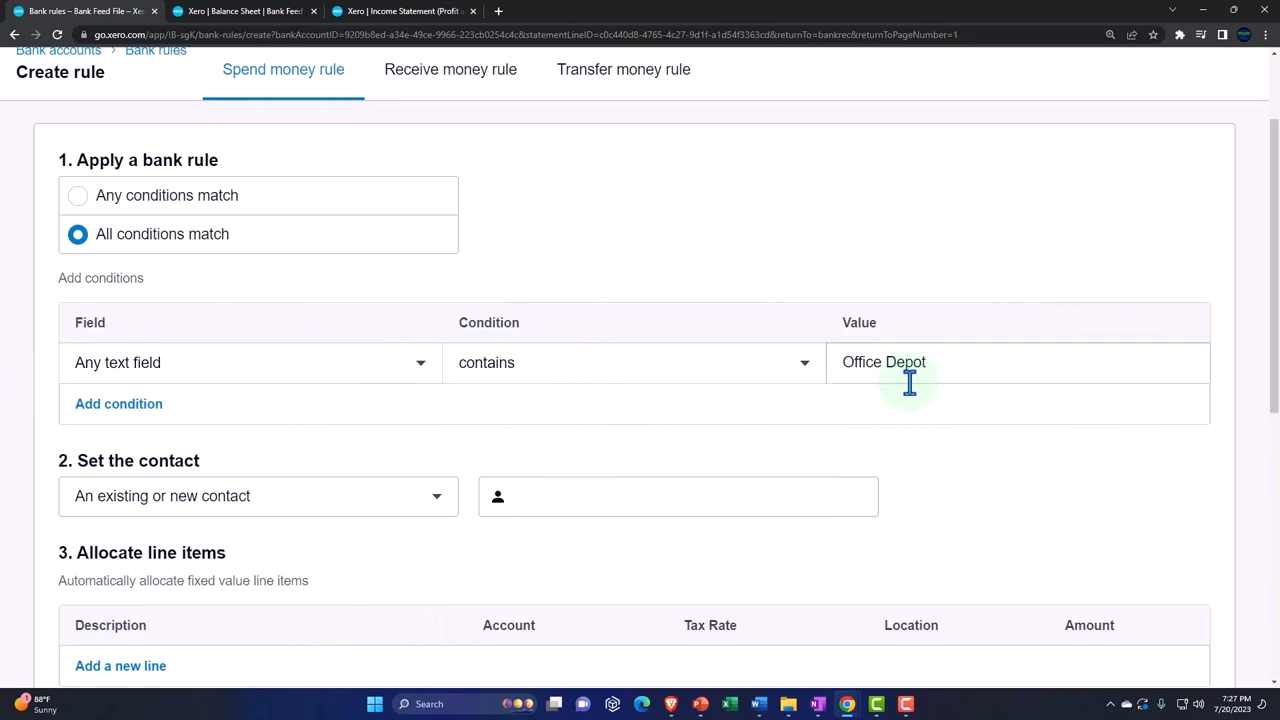 Bank rules – My Bank Feed – Xero
Xero | Balance Sheet | Bank Feed
Xero | Income Statement (Profit a
go.xero.com/app/!8-sgK/bank-rules/create?bankAccountID=9209b8ed-a34e-49ce-9966-223cb0254c4c&statementLineID=c0c440d8-4765-4c27-9d1f-a1d54f3363cd&returnTo=bankrec&returnToPageNumber=1
Bank accounts > Bank rules
Create rule
Spend money rule
Receive money rule
Transfer money rule
1. Apply a bank rule
Any conditions match
All conditions match
Add conditions
Field Condition Value
Any text field contains Office Depot
Add condition
2. Set the contact
An existing or new contact
3. Allocate line items
Automatically allocate fixed value line items
Description Account Tax Rate Location Amount
Add a new line
88°F
Sunny
Search
7:27 PM
7/20/2023